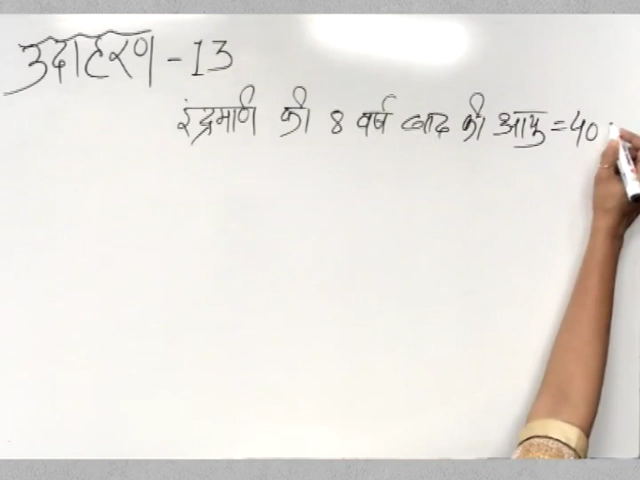 उदाहरण - 13
इंद्रमणि की 8 वर्ष बाद की आयु = 40